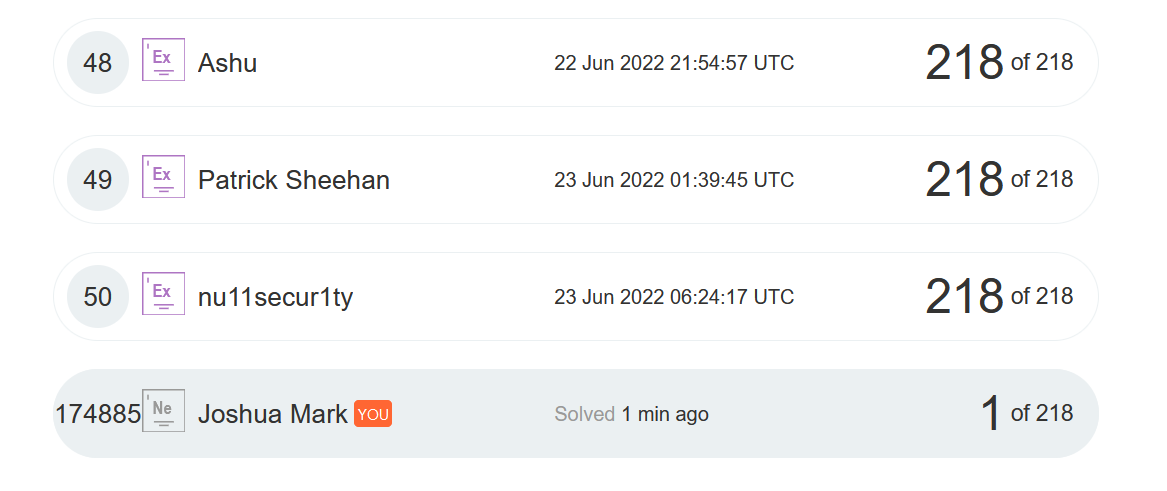 48 Ex Ashu 22 Jun 2022 21:54:57 UTC 218 of 218
49 Ex Patrick Sheehan 23 Jun 2022 01:39:45 UTC 218 of 218
50 Ex nu11secur1ty 23 Jun 2022 06:24:17 UTC 218 of 218
174885 Ne Joshua Mark YOU Solved 1 min ago 1 of 218